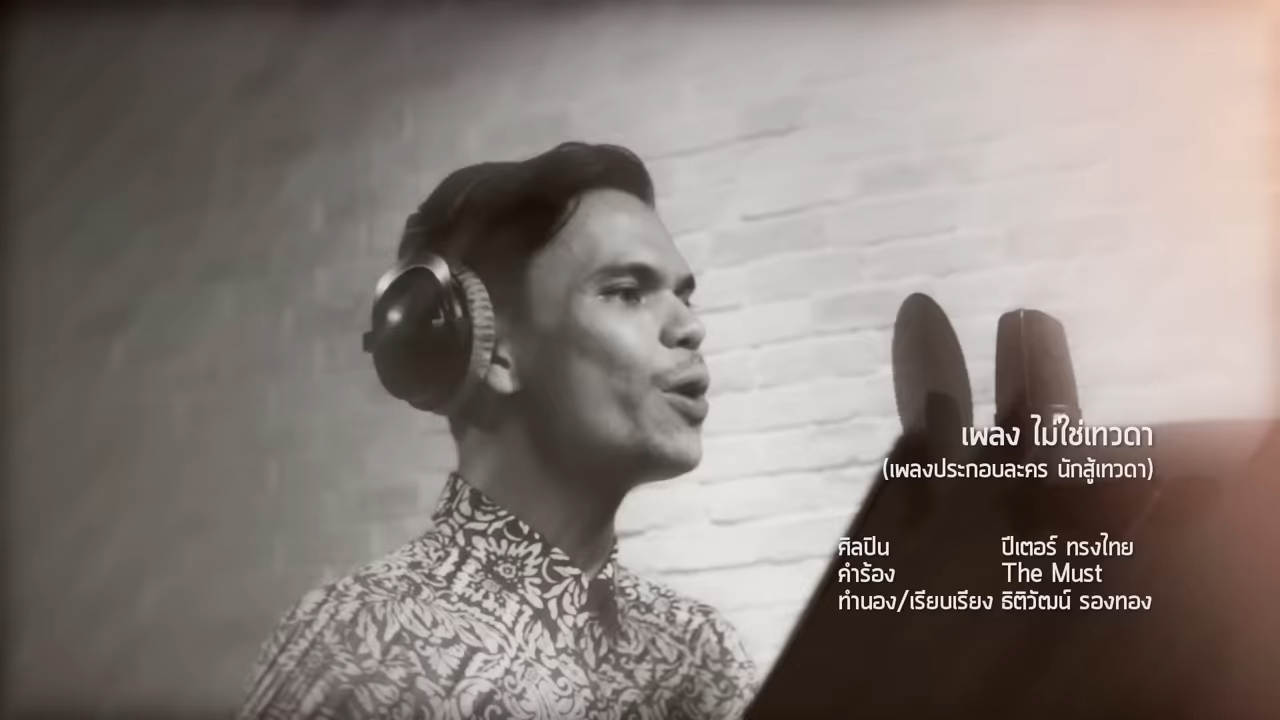 เพลง ไม่ใช่เทวดา
(เพลงประกอบละคร นักสู้เทวดา)
ศิลปิน ปีเตอร์ ทรงไทย
คำร้อง The Must
ทำนอง/เรียบเรียง ธิติวัฒน์ รองทอง